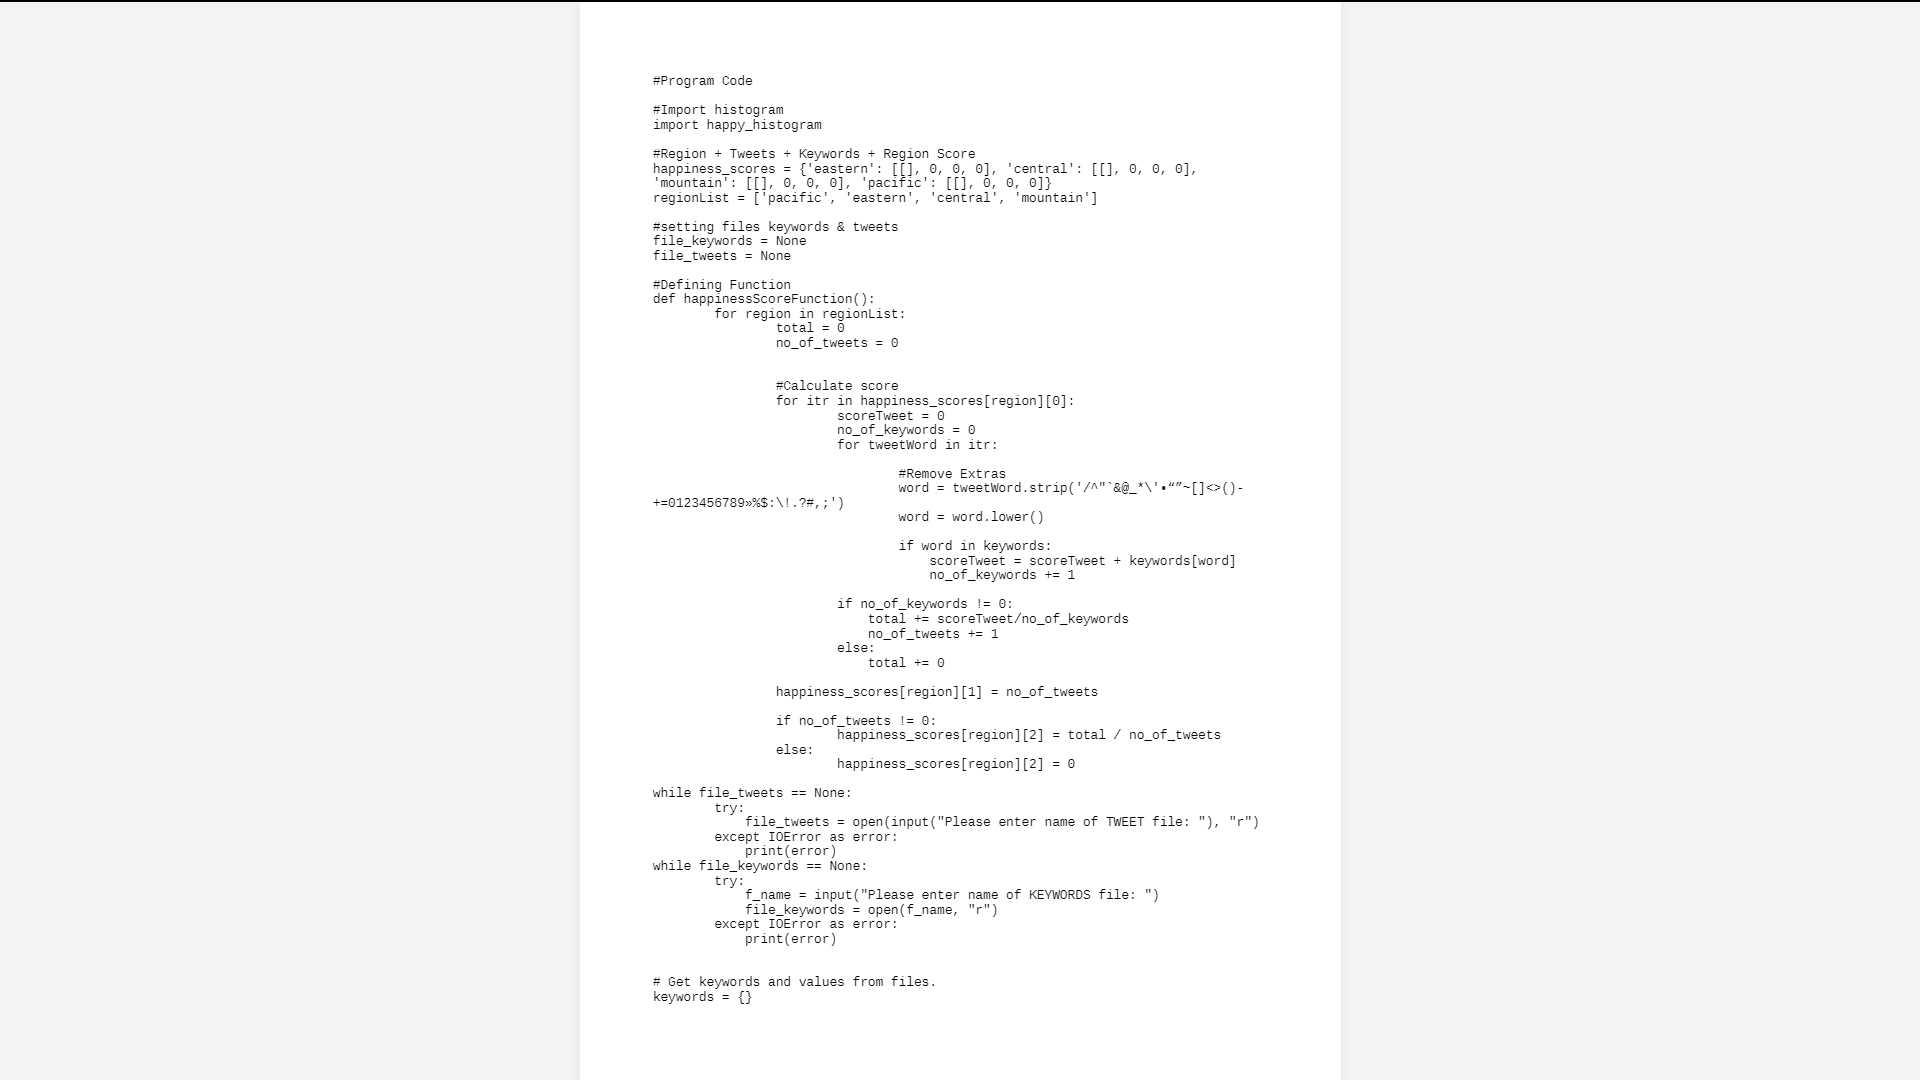 #Program Code
#Import histogram
import happy_histogram
#Region + Tweets + Keywords + Region Score
happiness_scores = {'eastern': [[], 0, 0, 0], 'central': [[], 0, 0, 0],
'mountain': [[], 0, 0, 0], 'pacific': [[], 0, 0, 0]}
regionList = ['pacific', 'eastern', 'central', 'mountain']
#setting files keywords & tweets
file_keywords = None
file_tweets = None
#Defining Function
def happinessScoreFunction():
        for region in regionList:
                total = 0
                no_of_tweets = 0
                #Calculate score
                for itr in happiness_scores[region][0]:
                        scoreTweet = 0
                        no_of_keywords = 0
                        for tweetWord in itr:
                                #Remove Extras
                                word = tweetWord.strip('/^"`&@_*\'•“”~[]<>()-
+=0123456789»%$:\!.?#,;')
                                word = word.lower()
                                if word in keywords:
                                    scoreTweet = scoreTweet + keywords[word]
                                    no_of_keywords += 1
                        if no_of_keywords != 0:
                            total += scoreTweet/no_of_keywords
                            no_of_tweets += 1
                        else:
                            total += 0
                happiness_scores[region][1] = no_of_tweets
                if no_of_tweets != 0:
                        happiness_scores[region][2] = total / no_of_tweets
                else:
                        happiness_scores[region][2] = 0
while file_tweets == None:
        try:
            file_tweets = open(input("Please enter name of TWEET file: "), "r")
        except IOError as error:
            print(error)
while file_keywords == None:
        try:
            f_name = input("Please enter name of KEYWORDS file: ")
            file_keywords = open(f_name, "r")
        except IOError as error:
            print(error)
# Get keywords and values from files.
keywords = {}